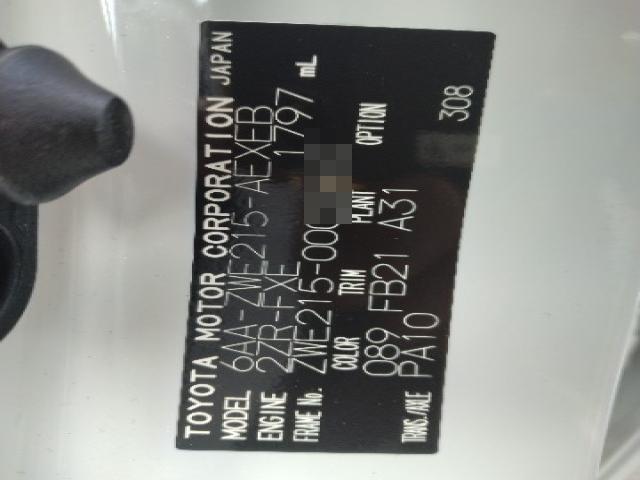 TOYOTA MOTOR CORPORATION JAPAN
MODEL 6AA-ZWE215-AEXEB
ENGINE 2ZR-FXE 1797 mL
FRAME No. ZWE215-00
COLOR TRIM PLANT OPTION
089 FB21 A31
TRANS./AXLE PA10 308